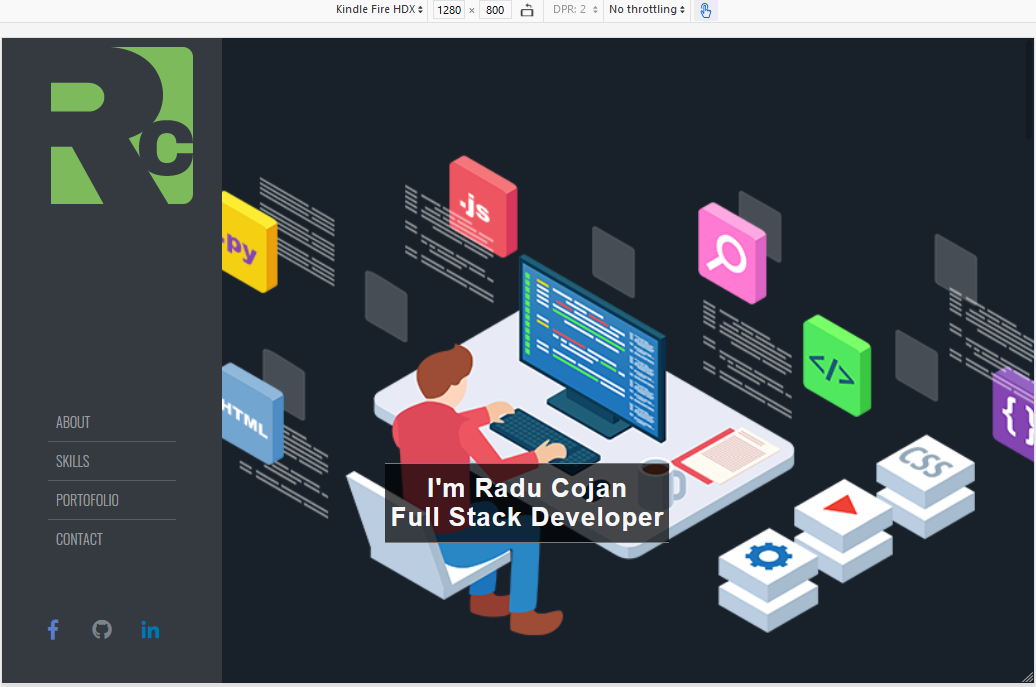 Kindle Fire HDX 1280 × 800 DPR: 2 No throttling
Rc
.js
.py
</>
HTML
{}
CSS
ABOUT
SKILLS
PORTOFOLIO
CONTACT
I'm Radu Cojan
Full Stack Developer
f
in